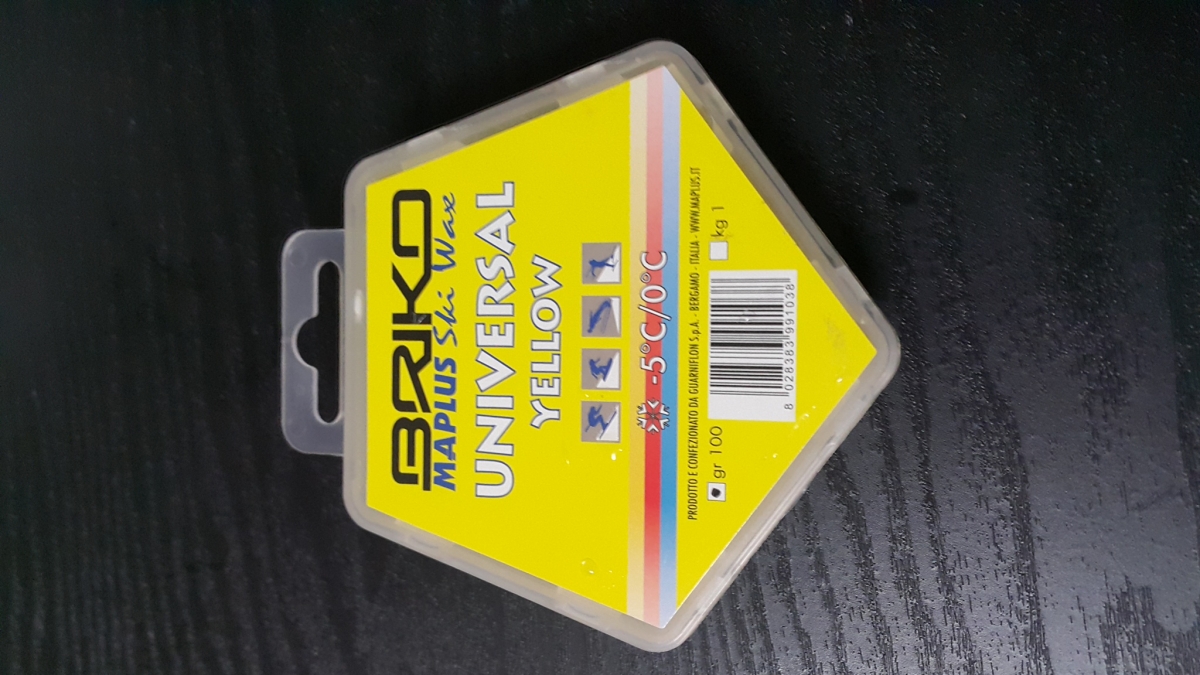 BRIKO
MAPLUS Ski Wax
UNIVERSAL
YELLOW
-5°C/0°C
PRODOTTO E CONFEZIONATO DA GUARNIFLON S.p.A. - BERGAMO - ITALIA - WWW.MAPLUS.IT
gr 100 kg 1
8 028383 991038